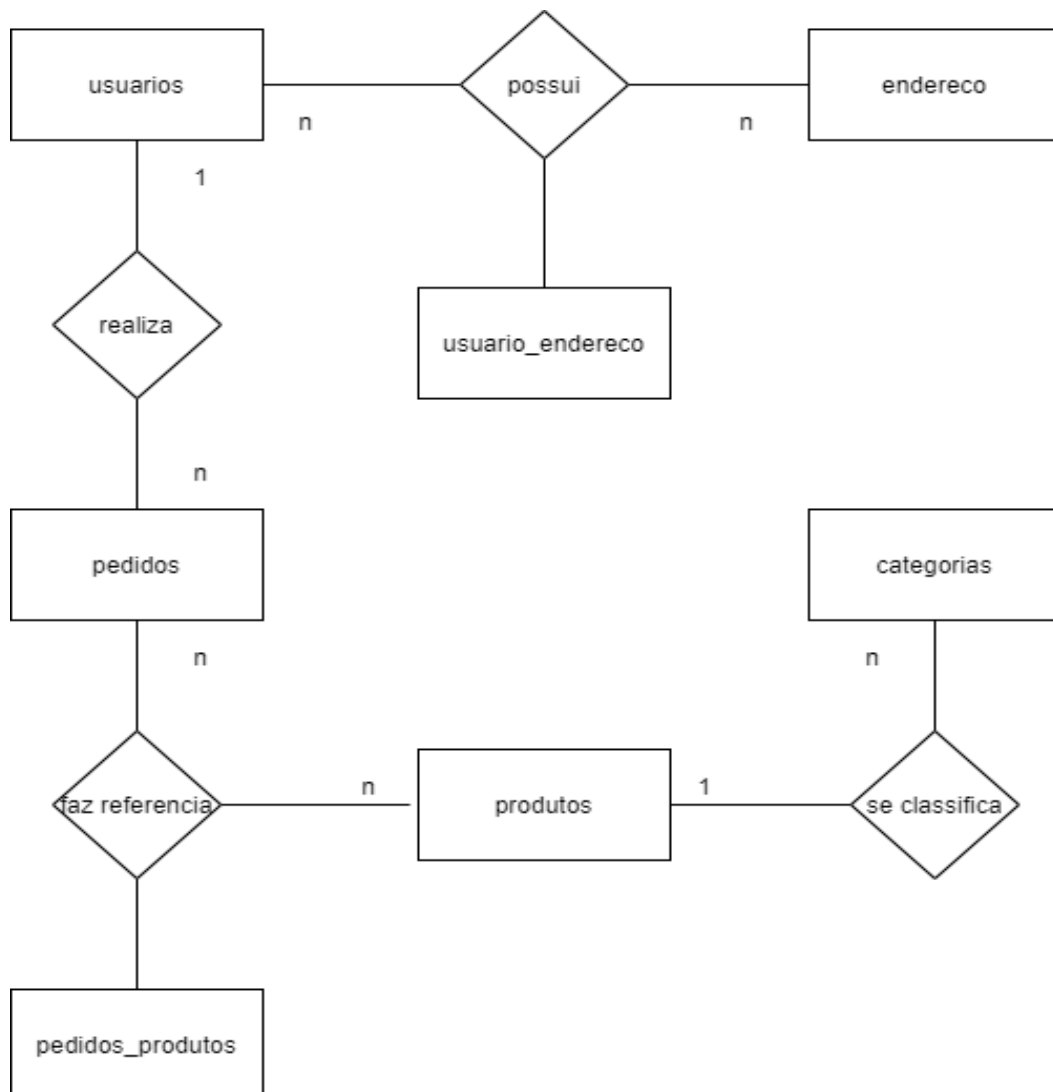 usuarios
possui
endereco
n
n
1
realiza
usuario_endereco
n
pedidos
categorias
n
n
faz referencia
n
produtos
1
se classifica
pedidos_produtos